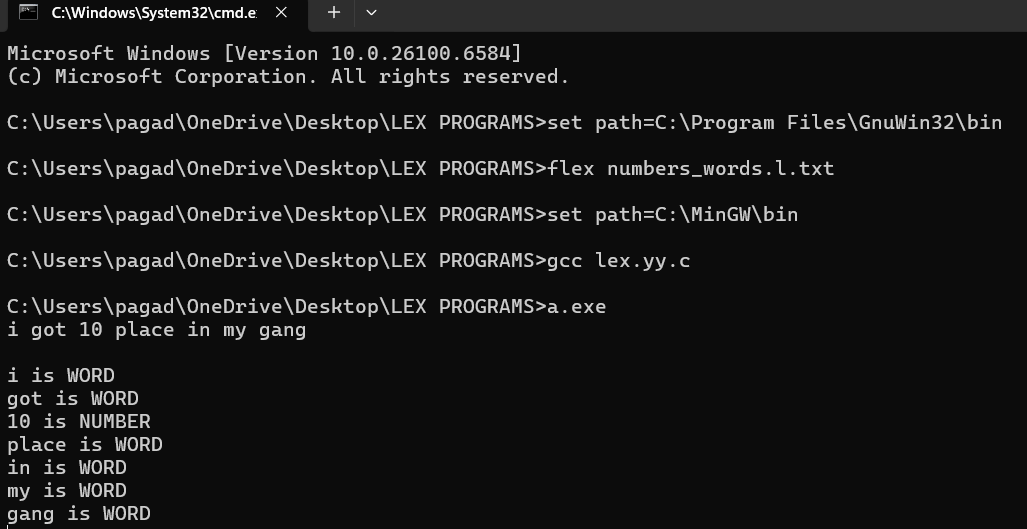 C:\Windows\System32\cmd.e
Microsoft Windows [Version 10.0.26100.6584]
(c) Microsoft Corporation. All rights reserved.
C:\Users\pagad\OneDrive\Desktop\LEX PROGRAMS>set path=C:\Program Files\GnuWin32\bin
C:\Users\pagad\OneDrive\Desktop\LEX PROGRAMS>flex numbers_words.l.txt
C:\Users\pagad\OneDrive\Desktop\LEX PROGRAMS>set path=C:\MinGW\bin
C:\Users\pagad\OneDrive\Desktop\LEX PROGRAMS>gcc lex.yy.c
C:\Users\pagad\OneDrive\Desktop\LEX PROGRAMS>a.exe
i got 10 place in my gang
i is WORD
got is WORD
10 is NUMBER
place is WORD
in is WORD
my is WORD
gang is WORD